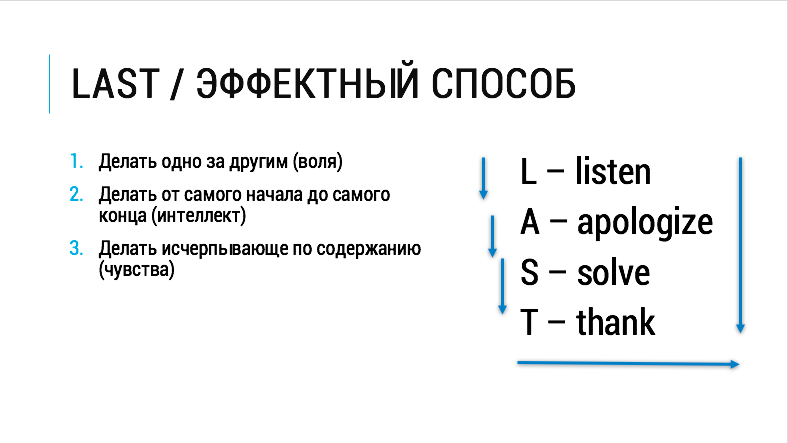 LAST / ЭФФЕКТНЫЙ СПОСОБ
1. Делать одно за другим (воля)
2. Делать от самого начала до самого
конца (интеллект)
3. Делать исчерпывающе по содержанию
(чувства)
L – listen
A – apologize
S – solve
T – thank